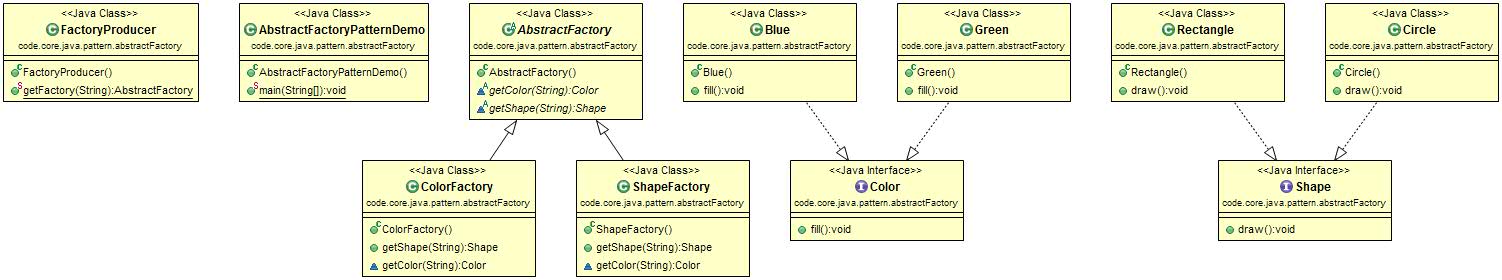 <<Java Class>>
FactoryProducer
code.core.java.pattern.abstractFactory
FactoryProducer()
getFactory(String):AbstractFactory
<<Java Class>>
AbstractFactoryPatternDemo
code.core.java.pattern.abstractFactory
AbstractFactoryPatternDemo()
main(String[]):void
<<Java Class>>
AbstractFactory
code.core.java.pattern.abstractFactory
AbstractFactory()
getColor(String):Color
getShape(String):Shape
<<Java Class>>
Blue
code.core.java.pattern.abstractFactory
Blue()
fill():void
<<Java Class>>
Green
code.core.java.pattern.abstractFactory
Green()
fill():void
<<Java Class>>
Rectangle
code.core.java.pattern.abstractFactory
Rectangle()
draw():void
<<Java Class>>
Circle
code.core.java.pattern.abstractFactory
Circle()
draw():void
<<Java Class>>
ColorFactory
code.core.java.pattern.abstractFactory
ColorFactory()
getShape(String):Shape
getColor(String):Color
<<Java Class>>
ShapeFactory
code.core.java.pattern.abstractFactory
ShapeFactory()
getShape(String):Shape
getColor(String):Color
<<Java Interface>>
Color
code.core.java.pattern.abstractFactory
fill():void
<<Java Interface>>
Shape
code.core.java.pattern.abstractFactory
draw():void